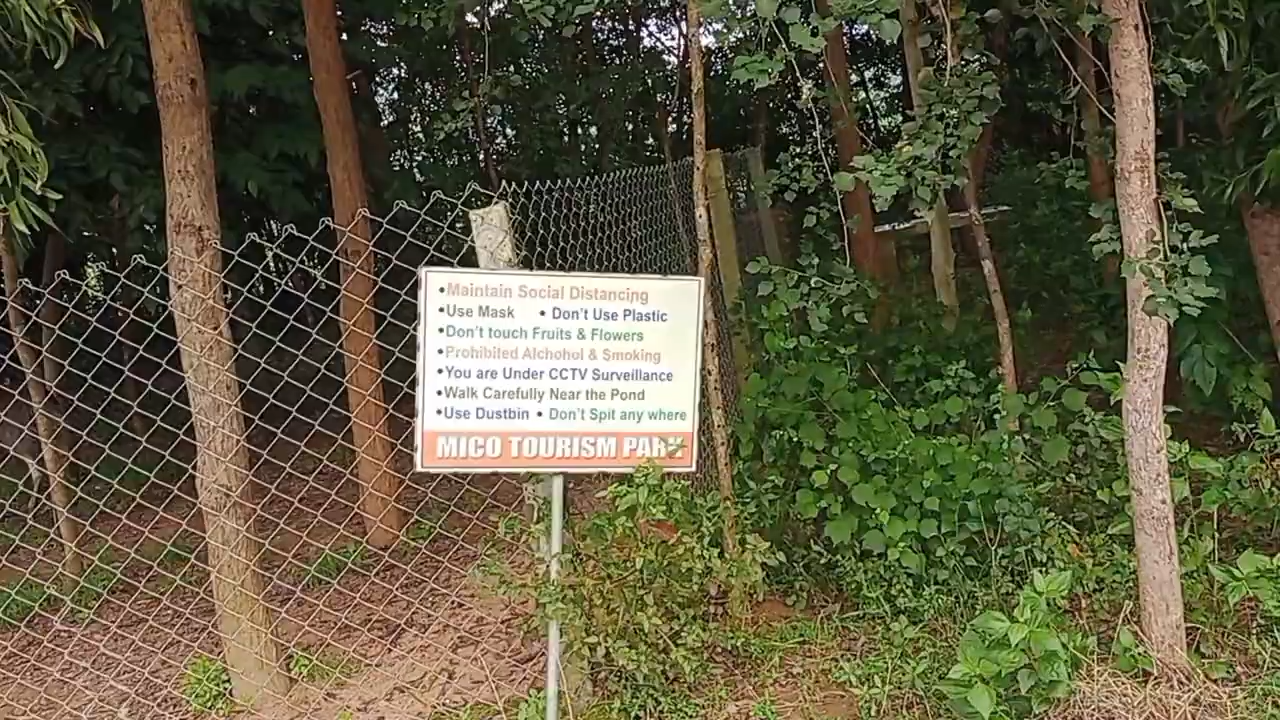 •Maintain Social Distancing
•Use Mask • Don't Use Plastic
•Don't touch Fruits & Flowers
•Prohibited Alchohol & Smoking
•You are Under CCTV Surveillance
•Walk Carefully Near the Pond
•Use Dustbin • Don't Spit any where
MICO TOURISM PARK